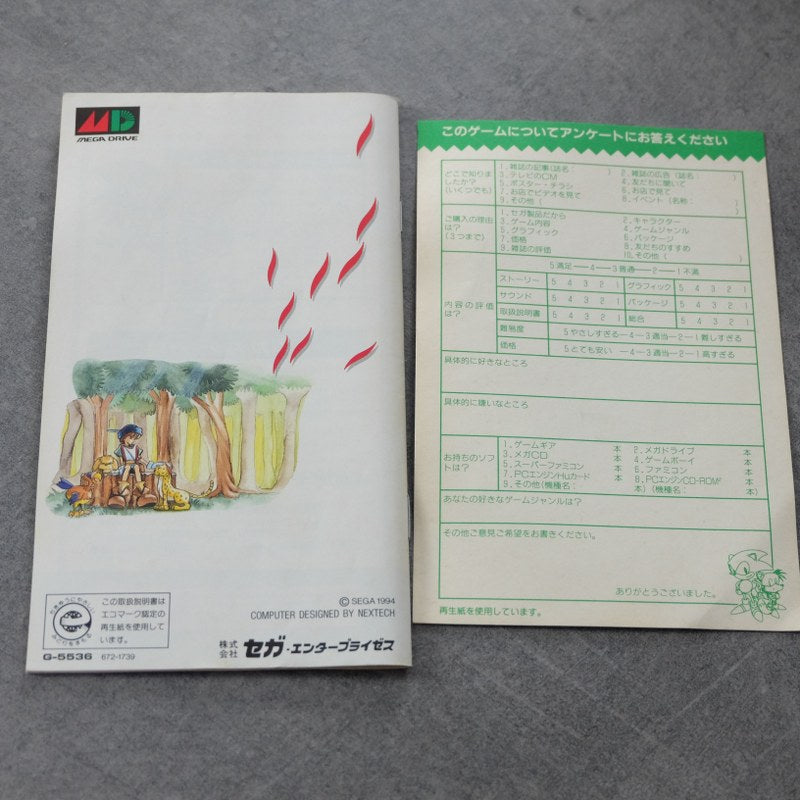 MD
MEGA DRIVE
この取扱説明書は
エコマーク認定の
再生紙を使用して
います。
G-5536 672-1739
© SEGA 1994
COMPUTER DESIGNED BY NEXTECH
株式会社 セガ・エンタープライゼス
このゲームについてアンケートにお答えください
どこで知りましたか?(いくつでも)
1.雑誌の記事(誌名: )
2.雑誌の広告(誌名: )
3.テレビのCM
4.友だちに聞いて
5.ポスター・チラシ
6.お店で見て
7.お店でビデオを見て
8.イベント(名称: )
9.その他( )
ご購入の理由は?(3つまで)
1.セガ製品だから
2.キャラクター
3.ゲーム内容
4.ゲームジャンル
5.グラフィック
6.パッケージ
7.価格
8.友だちのすすめ
9.雑誌の評価
10.その他( )
内容の評価は?
5満足—4—3普通—2—1不満
ストーリー 5 4 3 2 1 グラフィック 5 4 3 2 1
サウンド 5 4 3 2 1 パッケージ 5 4 3 2 1
取扱説明書 5 4 3 2 1 総合 5 4 3 2 1
難易度 5やさしすぎる—4—3適当—2—1難しすぎる
価格 5とても安い—4—3適当—2—1高すぎる
具体的に好きなところ
具体的に嫌いなところ
お持ちのソフトは?
1.ゲームギア 本
2.メガドライブ 本
3.メガCD 本
4.ゲームボーイ 本
5.スーパーファミコン 本
6.ファミコン 本
7.PCエンジンHuカード 本
8.PCエンジンCD-ROM² 本
9.その他(機種名: 本)(機種名: 本)
あなたの好きなゲームジャンルは?
その他ご意見ご希望をお書きください。
ありがとうございました。
再生紙を使用しています。